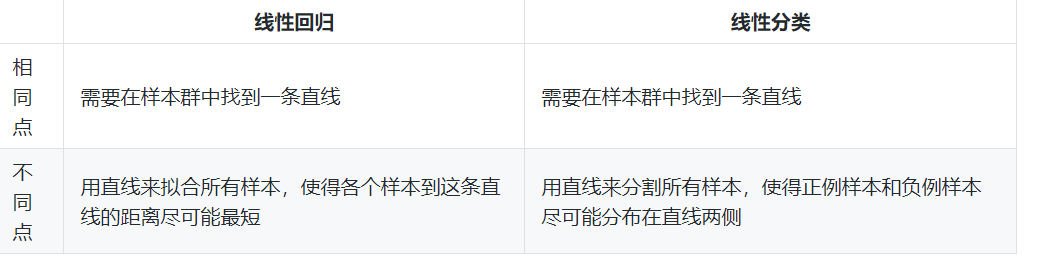 线性回归 线性分类
相
同
点
需要在样本群中找到一条直线
需要在样本群中找到一条直线
不
同
点
用直线来拟合所有样本，使得各个样本到这条直
线的距离尽可能最短
用直线来分割所有样本，使得正例样本和负例样本
尽可能分布在直线两侧